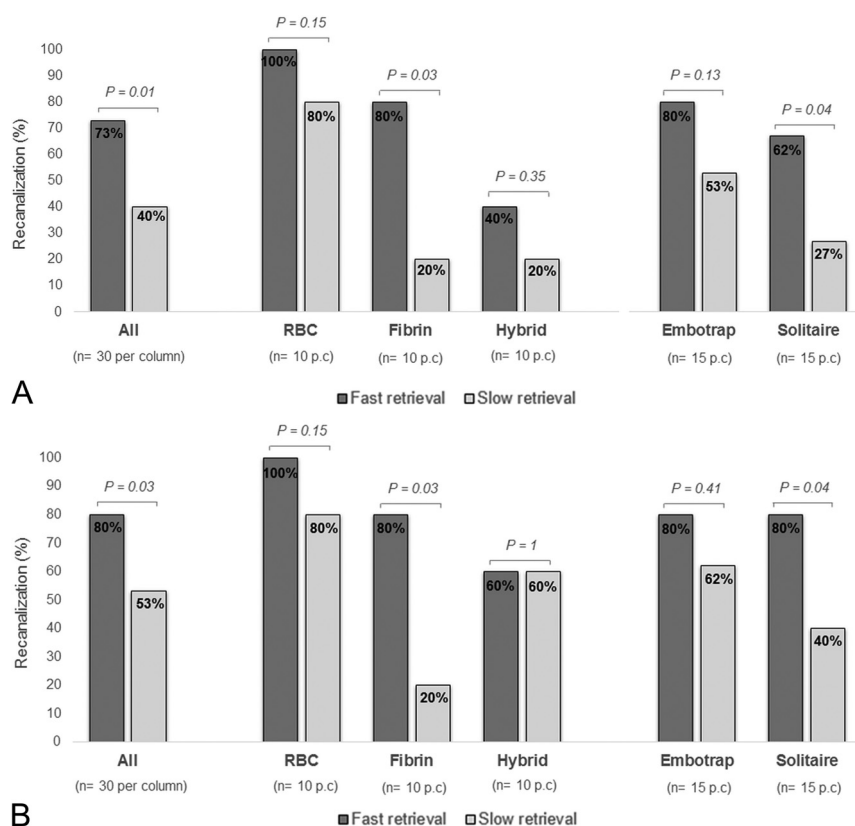 P = 0.15
100
100%
P = 0.03
P = 0.13
90
P = 0.01
P = 0.04
80
80%
80%
80%
73%
70
62%
60
P = 0.35
53%
50
40
40%
40%
30
27%
20
20%
20%
10
0
Recanalization (%)
All
RBC
Fibrin
Hybrid
Embotrap
Solitaire
(n= 30 per column)
(n= 10 p.c)
(n= 10 p.c)
(n= 10 p.c)
(n= 15 p.c)
(n= 15 p.c)
A
Fast retrieval
Slow retrieval
P = 0.15
100
100%
P = 0.03
P = 0.03
P = 0.41
P = 0.04
90
80
80%
80%
80%
80%
80%
70
P = 1
60
60%
60%
62%
53%
50
40
40%
30
20
20%
10
0
Recanalization (%)
All
RBC
Fibrin
Hybrid
Embotrap
Solitaire
(n= 30 per column)
(n= 10 p.c)
(n= 10 p.c)
(n= 10 p.c)
(n= 15 p.c)
(n= 15 p.c)
B
Fast retrieval
Slow retrieval